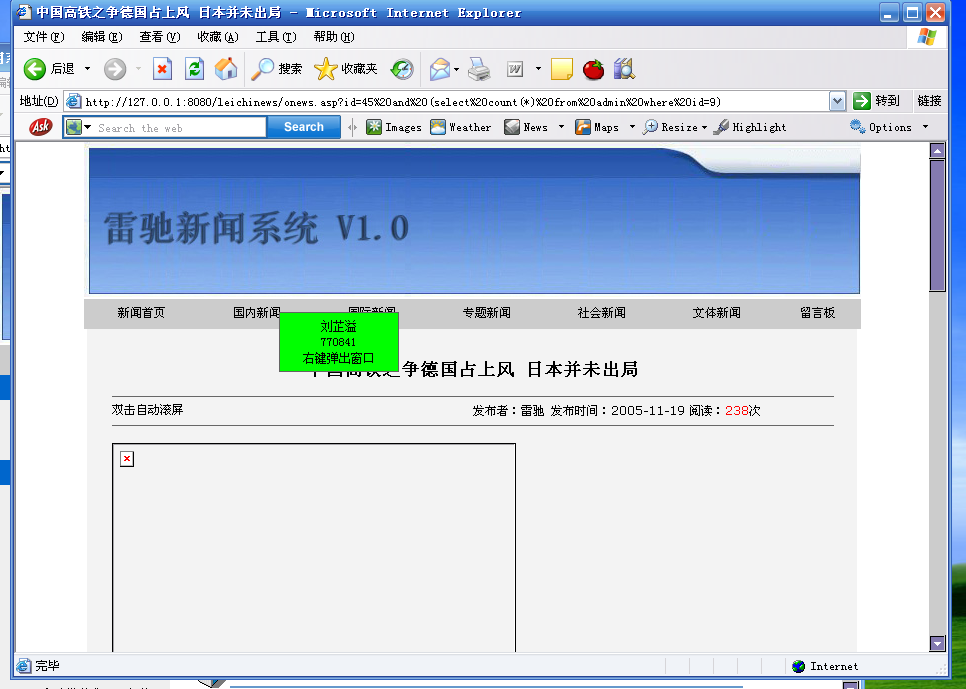 中国高铁之争德国占上风 日本并未出局 - Microsoft Internet Explorer
文件(F) 编辑(E) 查看(V) 收藏(A) 工具(T) 帮助(H)
后退 搜索 收藏夹
地址(D) http://127.0.0.1:8080/leichinews/onews.asp?id=45%20and%20(select%20count(*)%20from%20admin%20where%20id=9) 转到 链接
Ask Search the web Search Images Weather News Maps Resize Highlight Options
雷驰新闻系统 V1.0
新闻首页 国内新闻 国际新闻 专题新闻 社会新闻 文体新闻 留言板
刘芷溢
770841
右键弹出窗口
中国高铁之争德国占上风 日本并未出局
双击自动滚屏 发布者：雷驰 发布时间：2005-11-19 阅读：238次
完毕 Internet